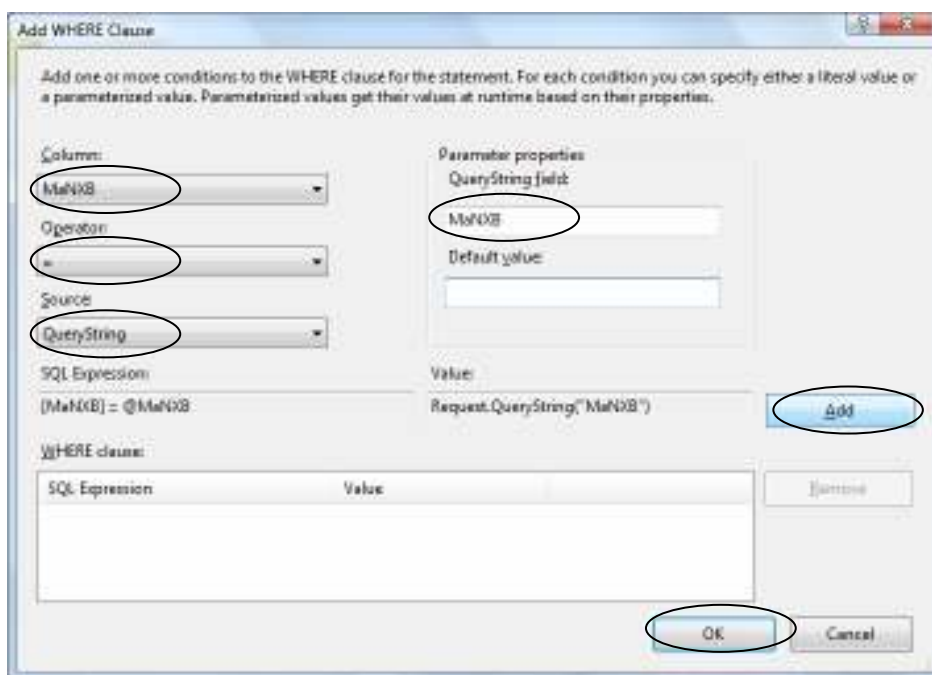 Add WHERE Clause
Add one or more conditions to the WHERE clause for the statement. For each condition you can specify either a literal value or
a parameterized value. Parameterized values get their values at runtime based on their properties.
Column:
MaNXB
Operator:
=
Source:
QueryString
Parameter properties
QueryString field:
MaNXB
Default value:
SQL Expression:
[MaNXB] = @MaNXB
Value:
Request.QueryString("MaNXB")
Add
WHERE clause:
SQL Expression Value
Remove
OK Cancel